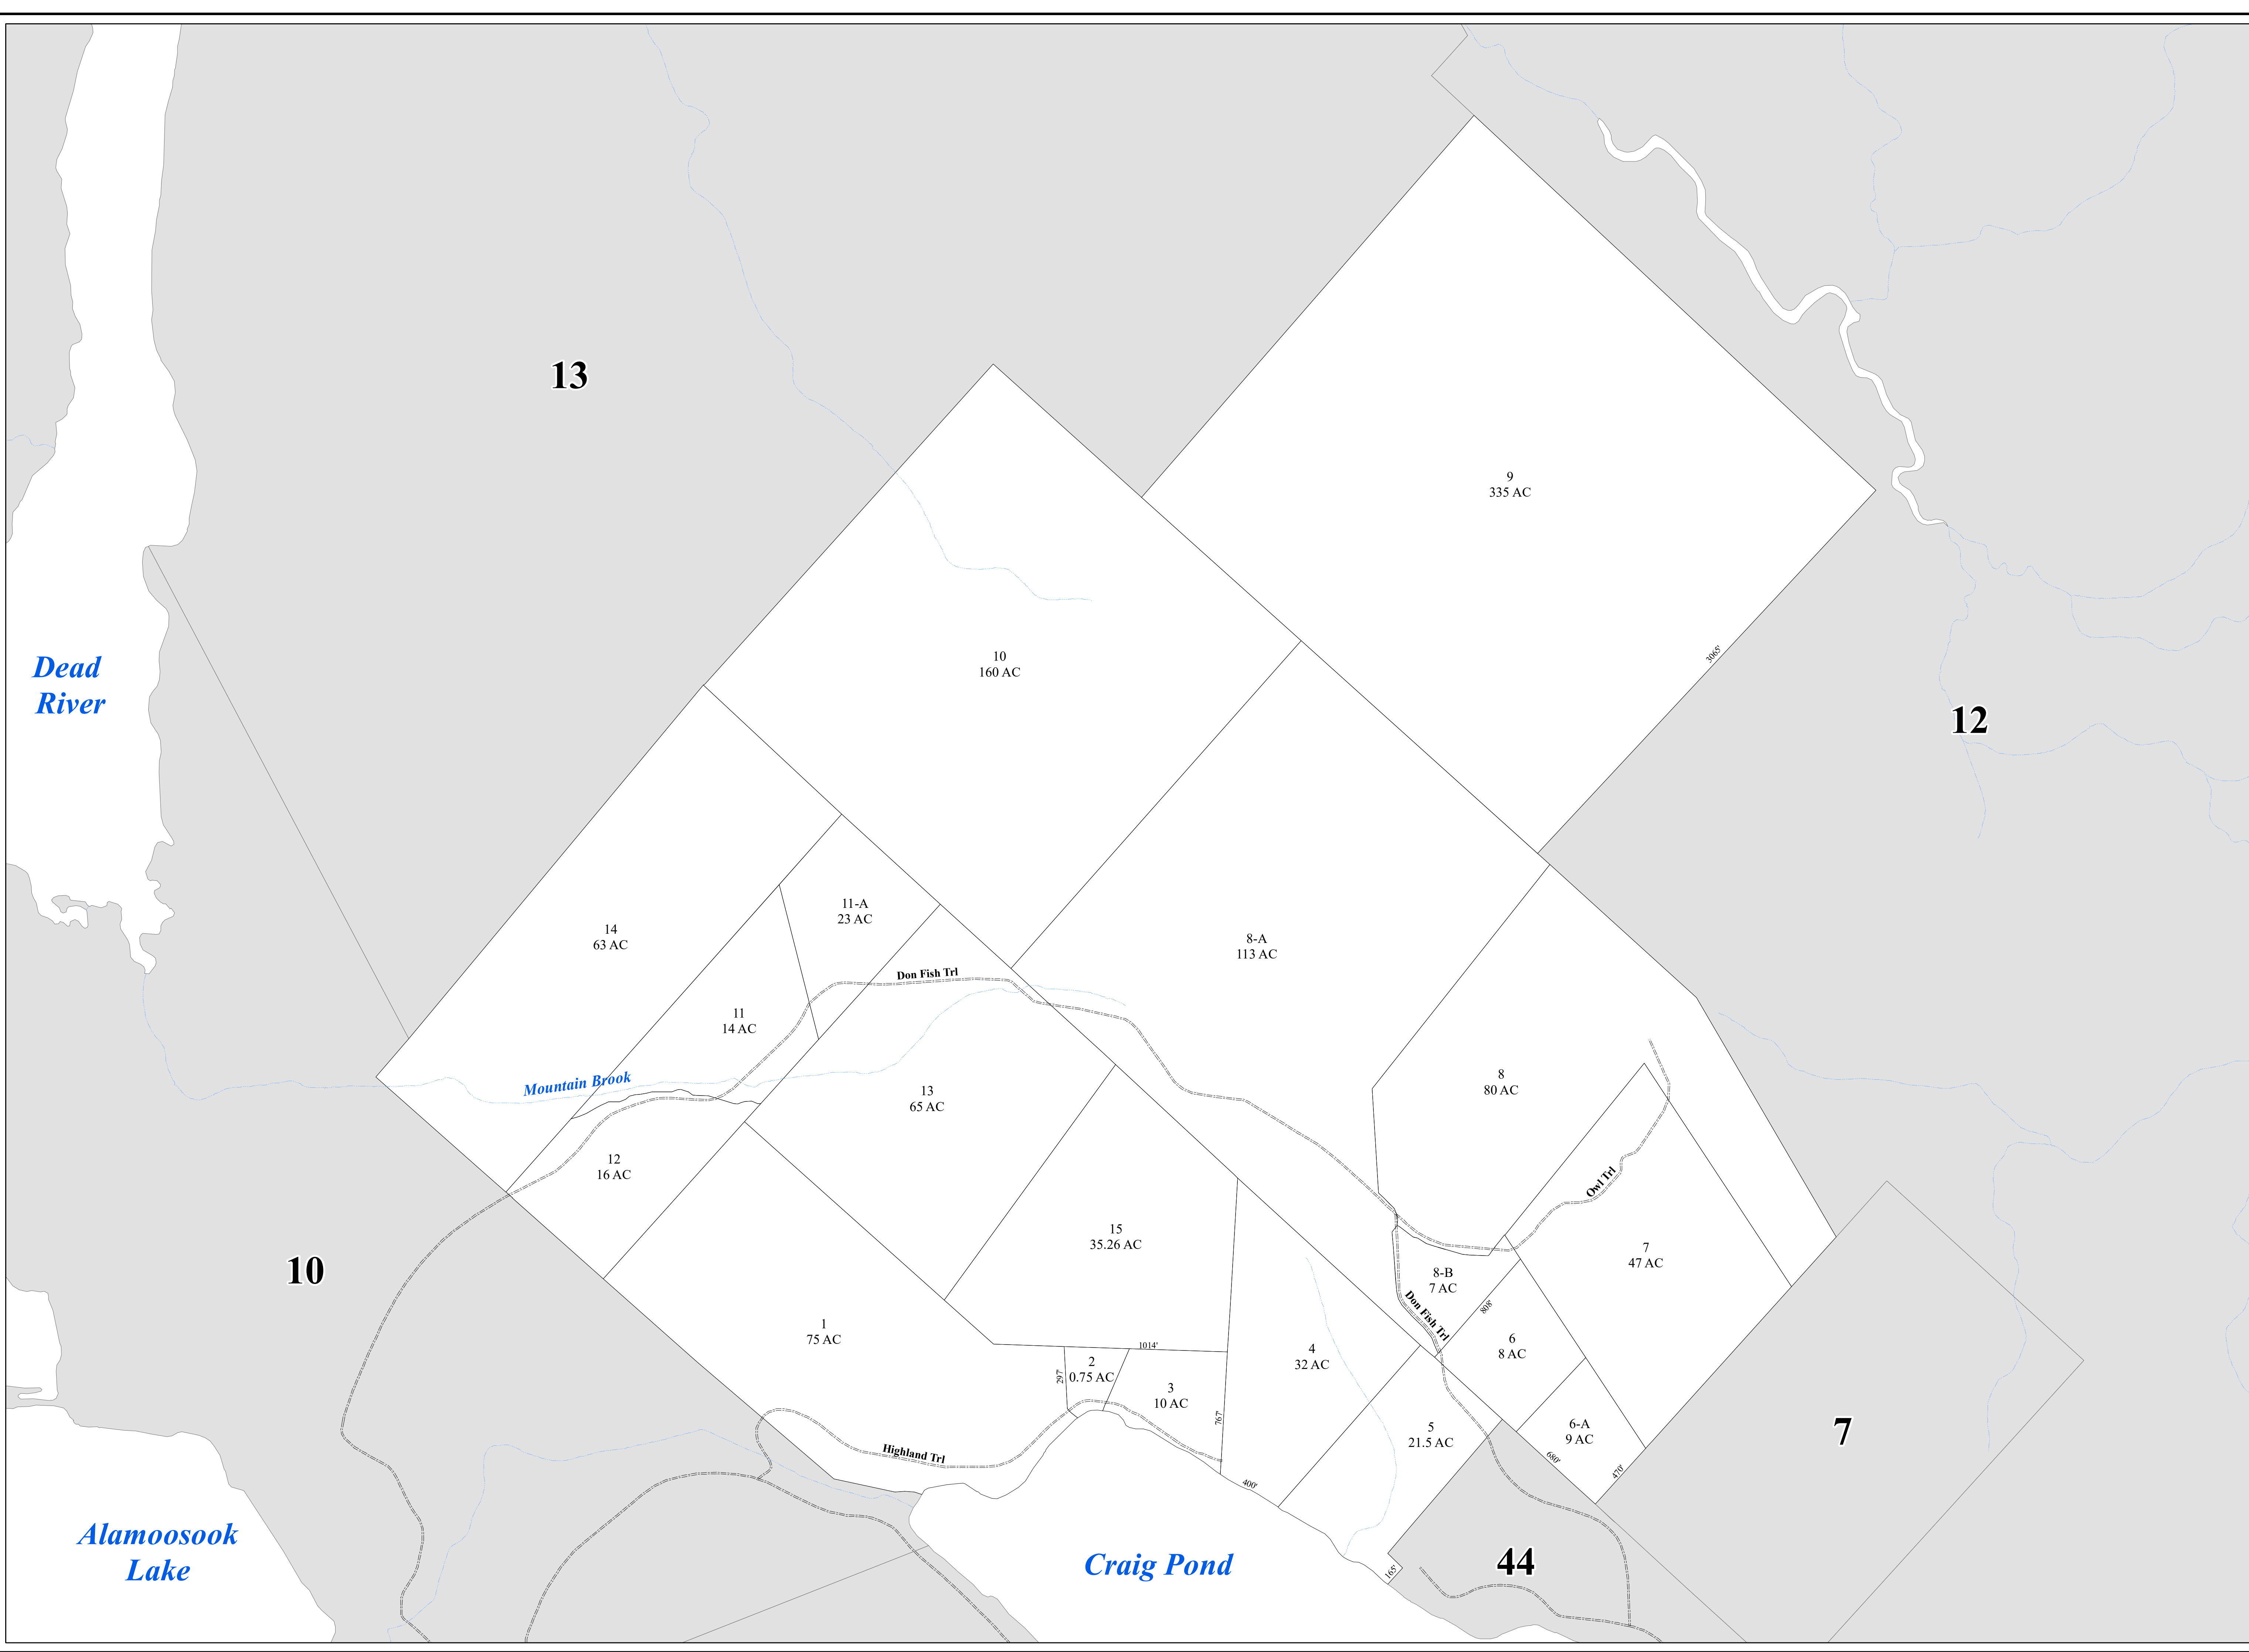 13
9
335 AC
10
160 AC
3065'
Dead
River
12
11-A
23 AC
14
63 AC
8-A
113 AC
Don Fish Trl
11
14 AC
Mountain Brook
13
65 AC
8
80 AC
12
16 AC
Owl Trl
15
35.26 AC
7
47 AC
10
8-B
7 AC
808'
Don Fish Trl
1
75 AC
1014'
6
8 AC
4
32 AC
2
0.75 AC
297'
3
10 AC
767'
5
21.5 AC
6-A
9 AC
7
Highland Trl
680'
470'
400'
Alamoosook
Lake
Craig Pond
44
165'